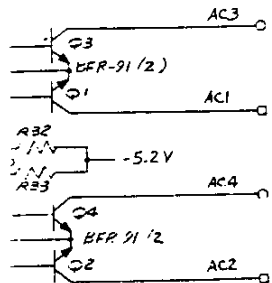 AC3
Q3
BFR-91 (2)
Q1
AC1
R32
-5.2V
R33
AC4
Q4
BFR 91/2
Q2
AC2